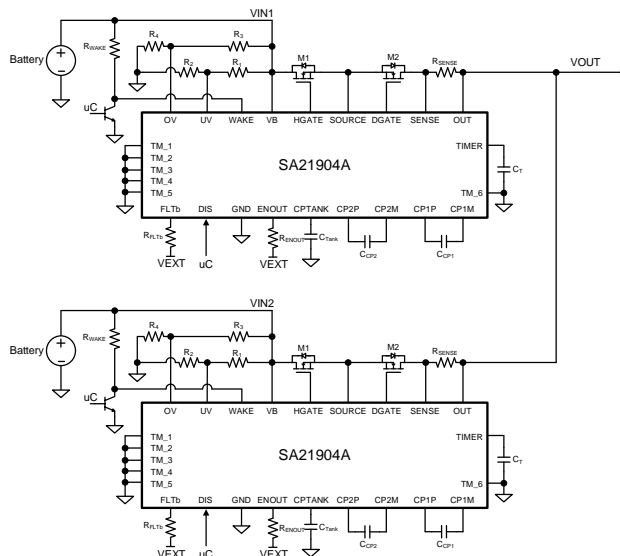 VIN1
Battery
RWAKE
R4
R3
R2
R1
M1
M2
RSENSE
VOUT
uC
OV UV WAKE VB HGATE SOURCE DGATE SENSE OUT
TM_1
TM_2
TM_3
TM_4
TM_5
SA21904A
TIMER
CT
TM_6
FLTb DIS GND ENOUT CPTANK CP2P CP2M CP1P CP1M
RFLTb
VEXT
uC
RENOUT
VEXT
CTank
CCP2
CCP1
VIN2
Battery
RWAKE
R4
R3
R2
R1
M1
M2
RSENSE
uC
OV UV WAKE VB HGATE SOURCE DGATE SENSE OUT
TM_1
TM_2
TM_3
TM_4
TM_5
SA21904A
TIMER
CT
TM_6
FLTb DIS GND ENOUT CPTANK CP2P CP2M CP1P CP1M
RFLTb
VEXT
uC
RENOUT
VEXT
CTank
CCP2
CCP1